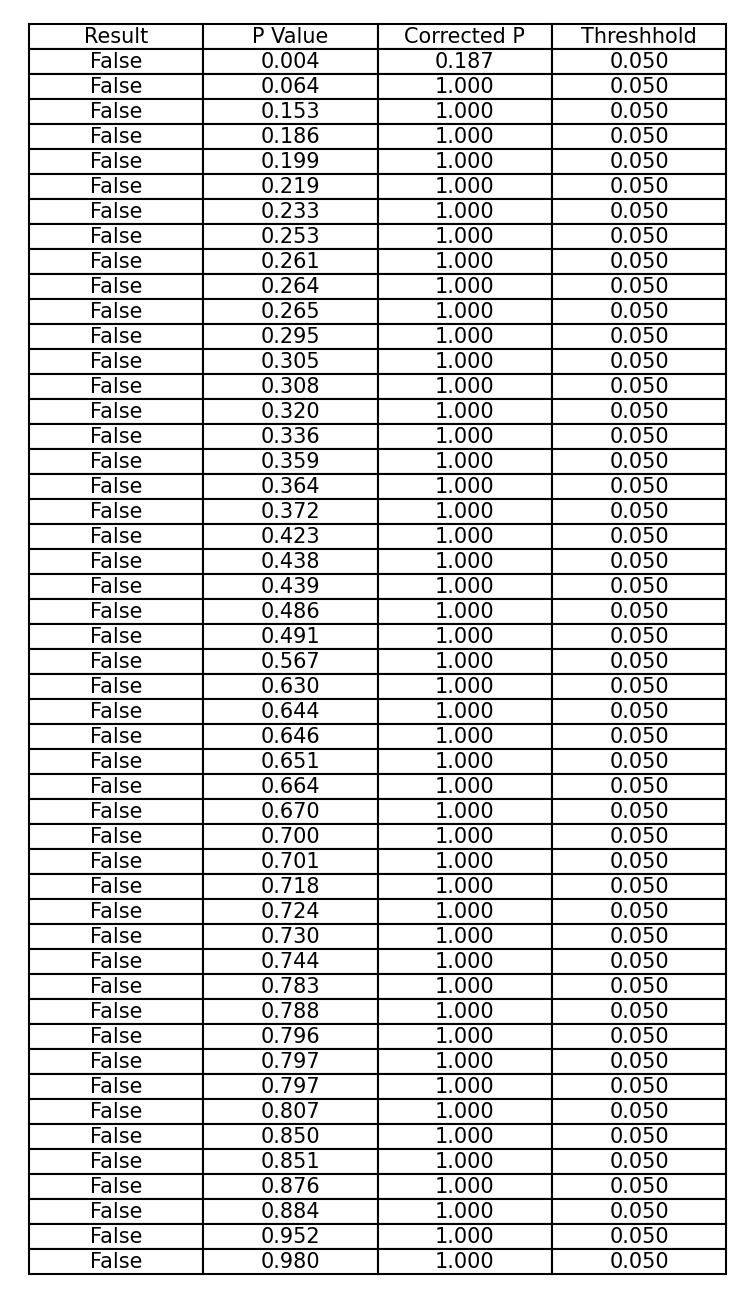 Result P Value Corrected P Threshhold
False 0.004 0.187 0.050
False 0.064 1.000 0.050
False 0.153 1.000 0.050
False 0.186 1.000 0.050
False 0.199 1.000 0.050
False 0.219 1.000 0.050
False 0.233 1.000 0.050
False 0.253 1.000 0.050
False 0.261 1.000 0.050
False 0.264 1.000 0.050
False 0.265 1.000 0.050
False 0.295 1.000 0.050
False 0.305 1.000 0.050
False 0.308 1.000 0.050
False 0.320 1.000 0.050
False 0.336 1.000 0.050
False 0.359 1.000 0.050
False 0.364 1.000 0.050
False 0.372 1.000 0.050
False 0.423 1.000 0.050
False 0.438 1.000 0.050
False 0.439 1.000 0.050
False 0.486 1.000 0.050
False 0.491 1.000 0.050
False 0.567 1.000 0.050
False 0.630 1.000 0.050
False 0.644 1.000 0.050
False 0.646 1.000 0.050
False 0.651 1.000 0.050
False 0.664 1.000 0.050
False 0.670 1.000 0.050
False 0.700 1.000 0.050
False 0.701 1.000 0.050
False 0.718 1.000 0.050
False 0.724 1.000 0.050
False 0.730 1.000 0.050
False 0.744 1.000 0.050
False 0.783 1.000 0.050
False 0.788 1.000 0.050
False 0.796 1.000 0.050
False 0.797 1.000 0.050
False 0.797 1.000 0.050
False 0.807 1.000 0.050
False 0.850 1.000 0.050
False 0.851 1.000 0.050
False 0.876 1.000 0.050
False 0.884 1.000 0.050
False 0.952 1.000 0.050
False 0.980 1.000 0.050